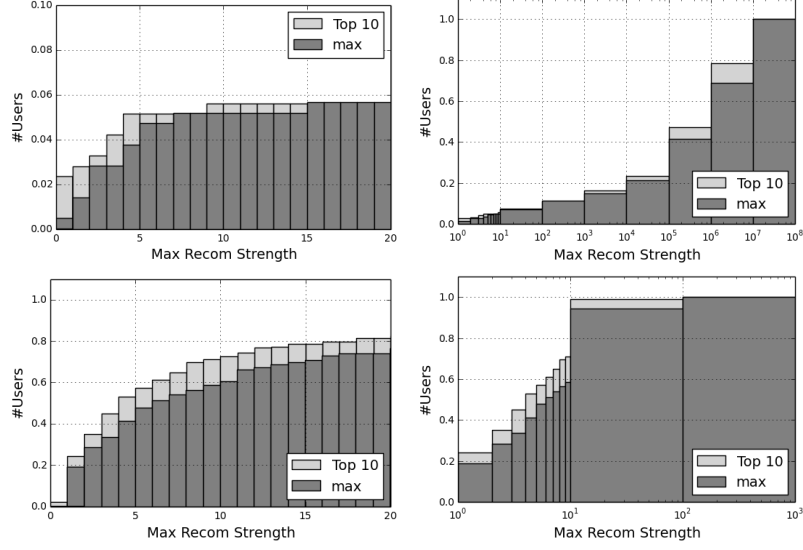 0.10
0.08
0.06
0.04
0.02
0.00
#Users
Top 10
max
0 5 10 15 20
Max Recom Strength
1.0
0.8
0.6
0.4
0.2
0.0
#Users
Top 10
max
10^0 10^1 10^2 10^3 10^4 10^5 10^6 10^7 10^8
Max Recom Strength
1.0
0.8
0.6
0.4
0.2
0.0
#Users
Top 10
max
0 5 10 15 20
Max Recom Strength
1.0
0.8
0.6
0.4
0.2
0.0
#Users
Top 10
max
10^0 10^1 10^2 10^3
Max Recom Strength